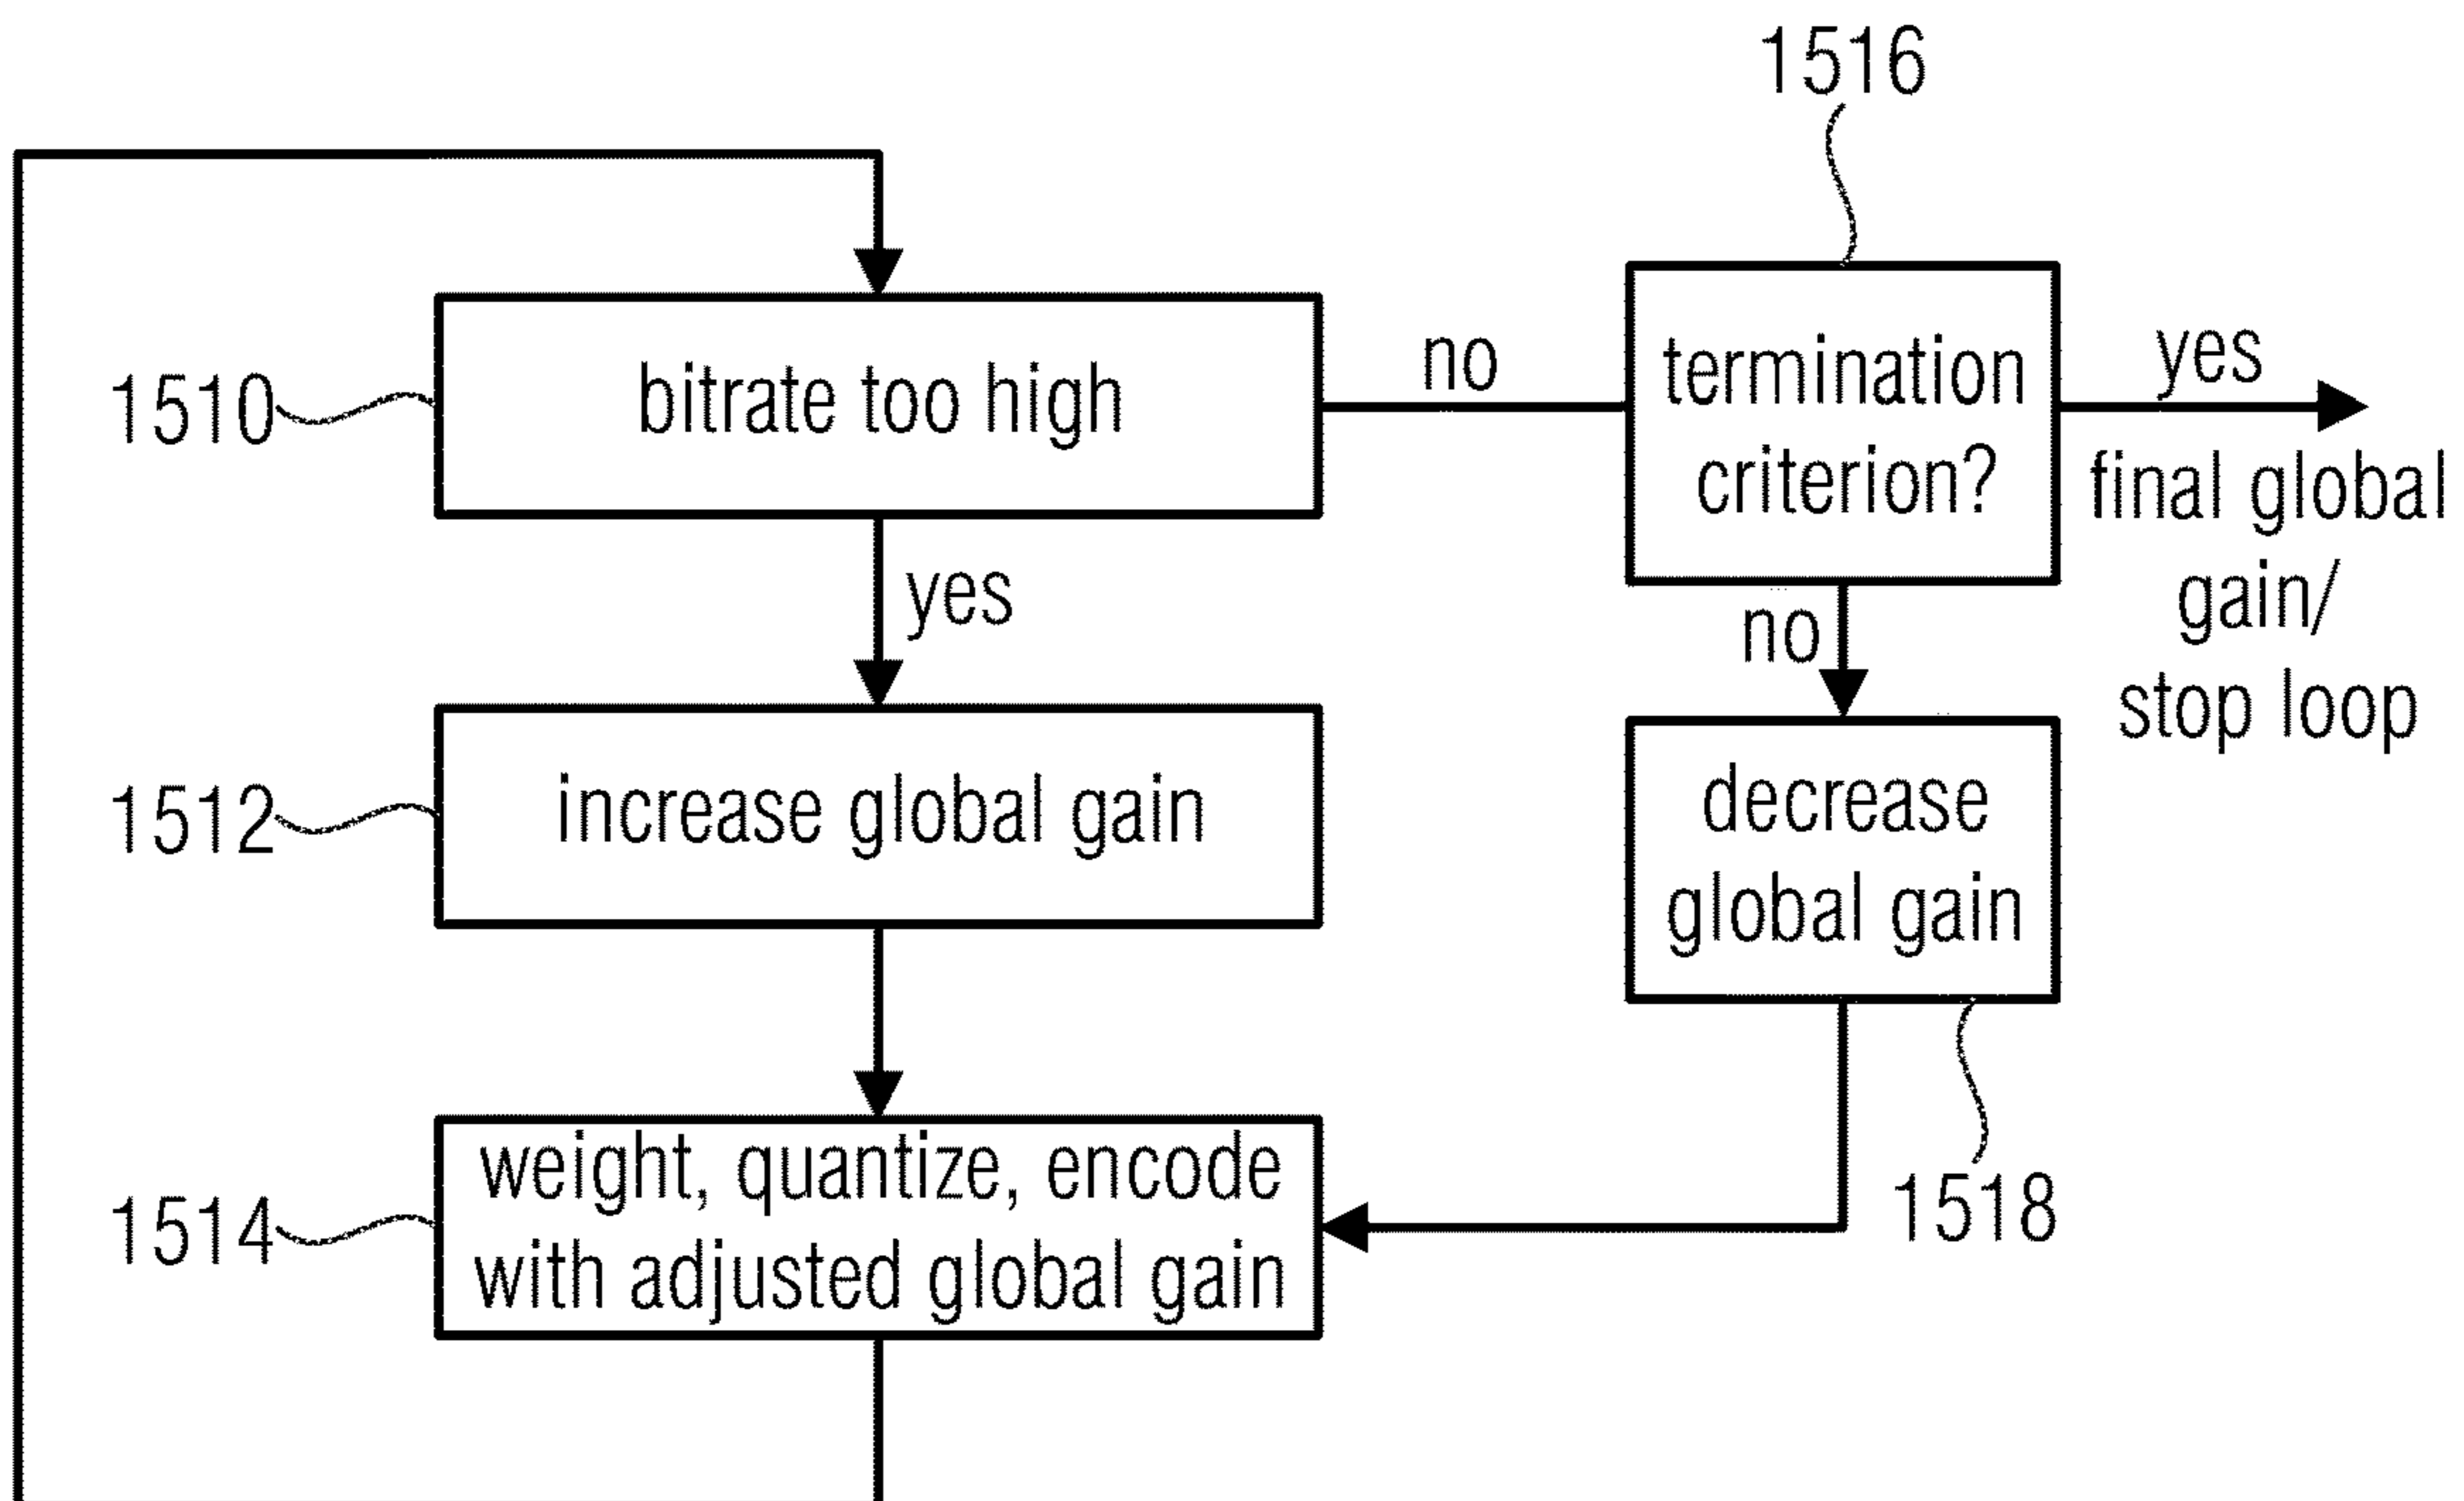 1516
1510
bitrate too high
no
termination
criterion?
yes
final global
gain/
stop loop
yes
no
1512
increase global gain
decrease
global gain
1514
weight, quantize, encode
with adjusted global gain
1518